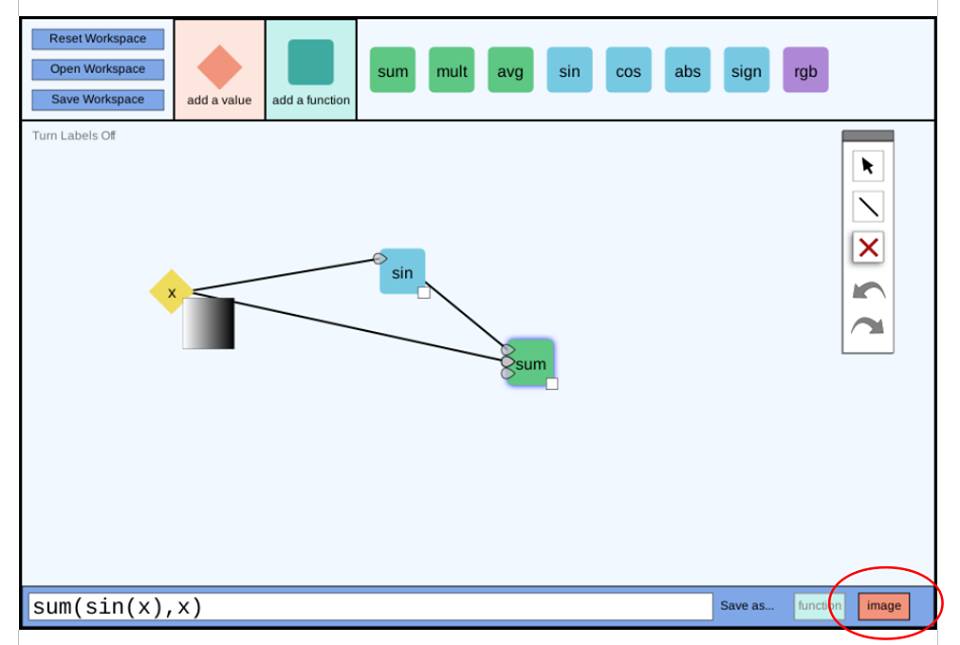 Reset Workspace
Open Workspace
Save Workspace
add a value
add a function
sum mult avg sin cos abs sign rgb
Turn Labels Off
sin
x
sum
sum(sin(x),x)
Save as... function image